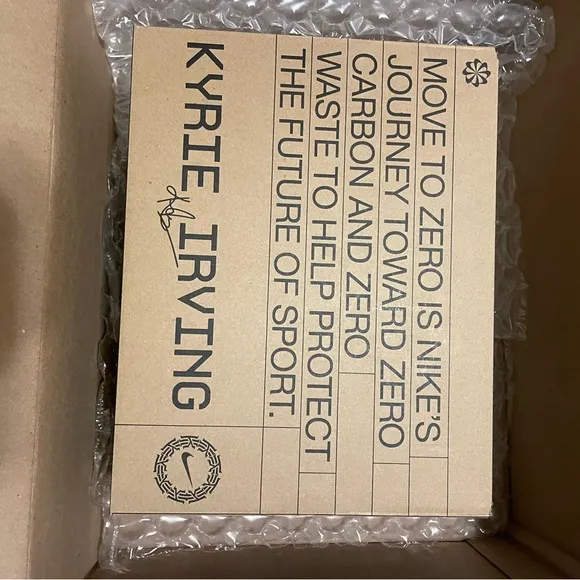 MOVE TO ZERO IS NIKE'S
JOURNEY TOWARD ZERO
CARBON AND ZERO
WASTE TO HELP PROTECT
THE FUTURE OF SPORT.
KYRIE IRVING